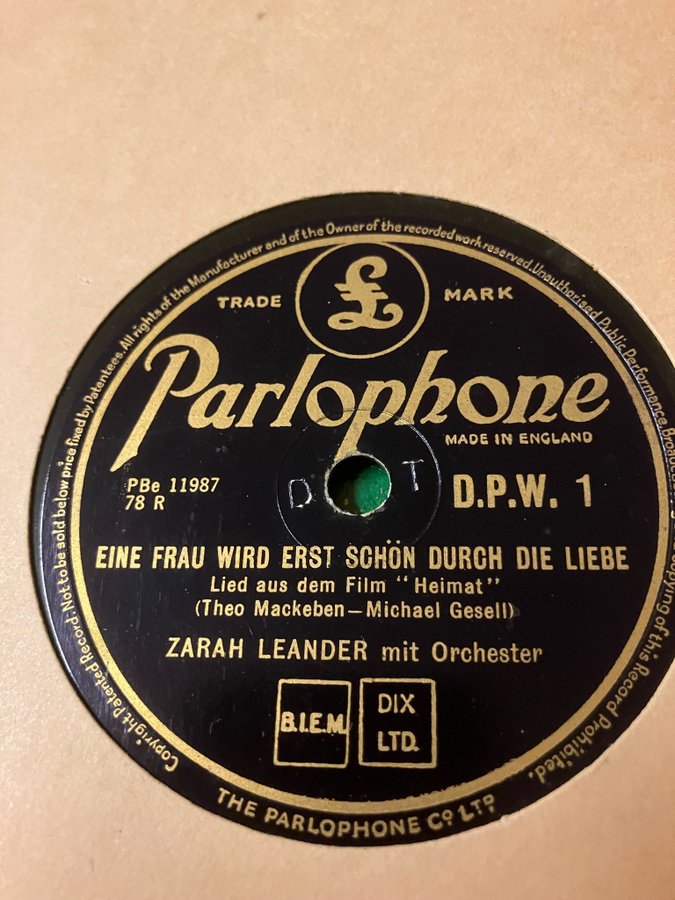 Copyright Patented Record. Not to be sold below price fixed by Patentees. All rights of the Manufacturer and of the Owner of the recorded work reserved. Unauthorised Public Performance, copying of this Record Prohibited.
TRADE £ MARK
Parlophone
MADE IN ENGLAND
PBe 11987
78 R
D T
D.P.W. 1
EINE FRAU WIRD ERST SCHÖN DURCH DIE LIEBE
Lied aus dem Film "Heimat"
(Theo Mackeben—Michael Gesell)
ZARAH LEANDER mit Orchester
B.I.E.M.
DIX
LTD.
THE PARLOPHONE Co LTD